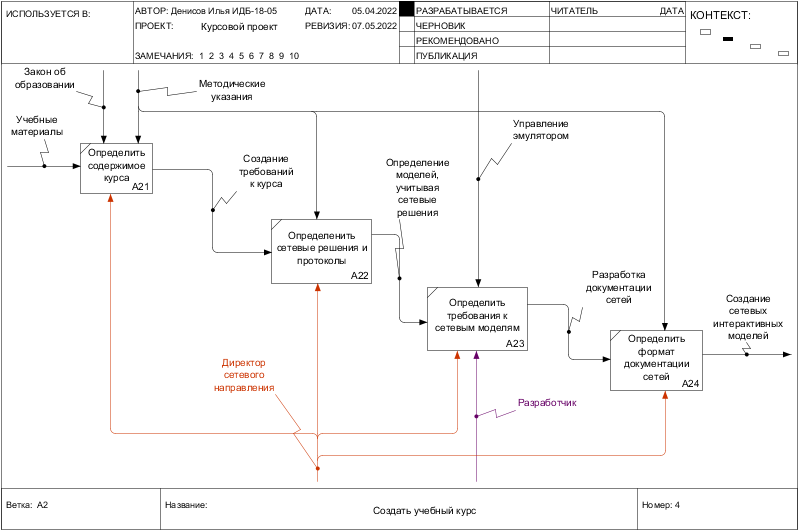 ИСПОЛЬЗУЕТСЯ В:
АВТОР: Денисов Илья ИДБ-18-05
ДАТА: 05.04.2022
ПРОЕКТ: Курсовой проект
РЕВИЗИЯ: 07.05.2022
ЗАМЕЧАНИЯ: 1 2 3 4 5 6 7 8 9 10
РАЗРАБАТЫВАЕТСЯ
ЧЕРНОВИК
РЕКОМЕНДОВАНО
ПУБЛИКАЦИЯ
ЧИТАТЕЛЬ
ДАТА
КОНТЕКСТ:
Закон об
образовании
Методические
указания
Учебные
материалы
Определить
содержимое
курса
A21
Создание
требований
к курса
Управление
эмулятором
Определение
моделей,
учитывая
сетевые
решения
Определенить
сетевые решения и
протоколы
A22
Определить
требования к
сетевым моделям
A23
Разработка
документации
сетей
Создание
сетевых
интерактивных
моделей
Определить
формат
документации
сетей
A24
Директор
сетевого
направления
Разработчик
Ветка: A2
Название:
Создать учебный курс
Номер: 4